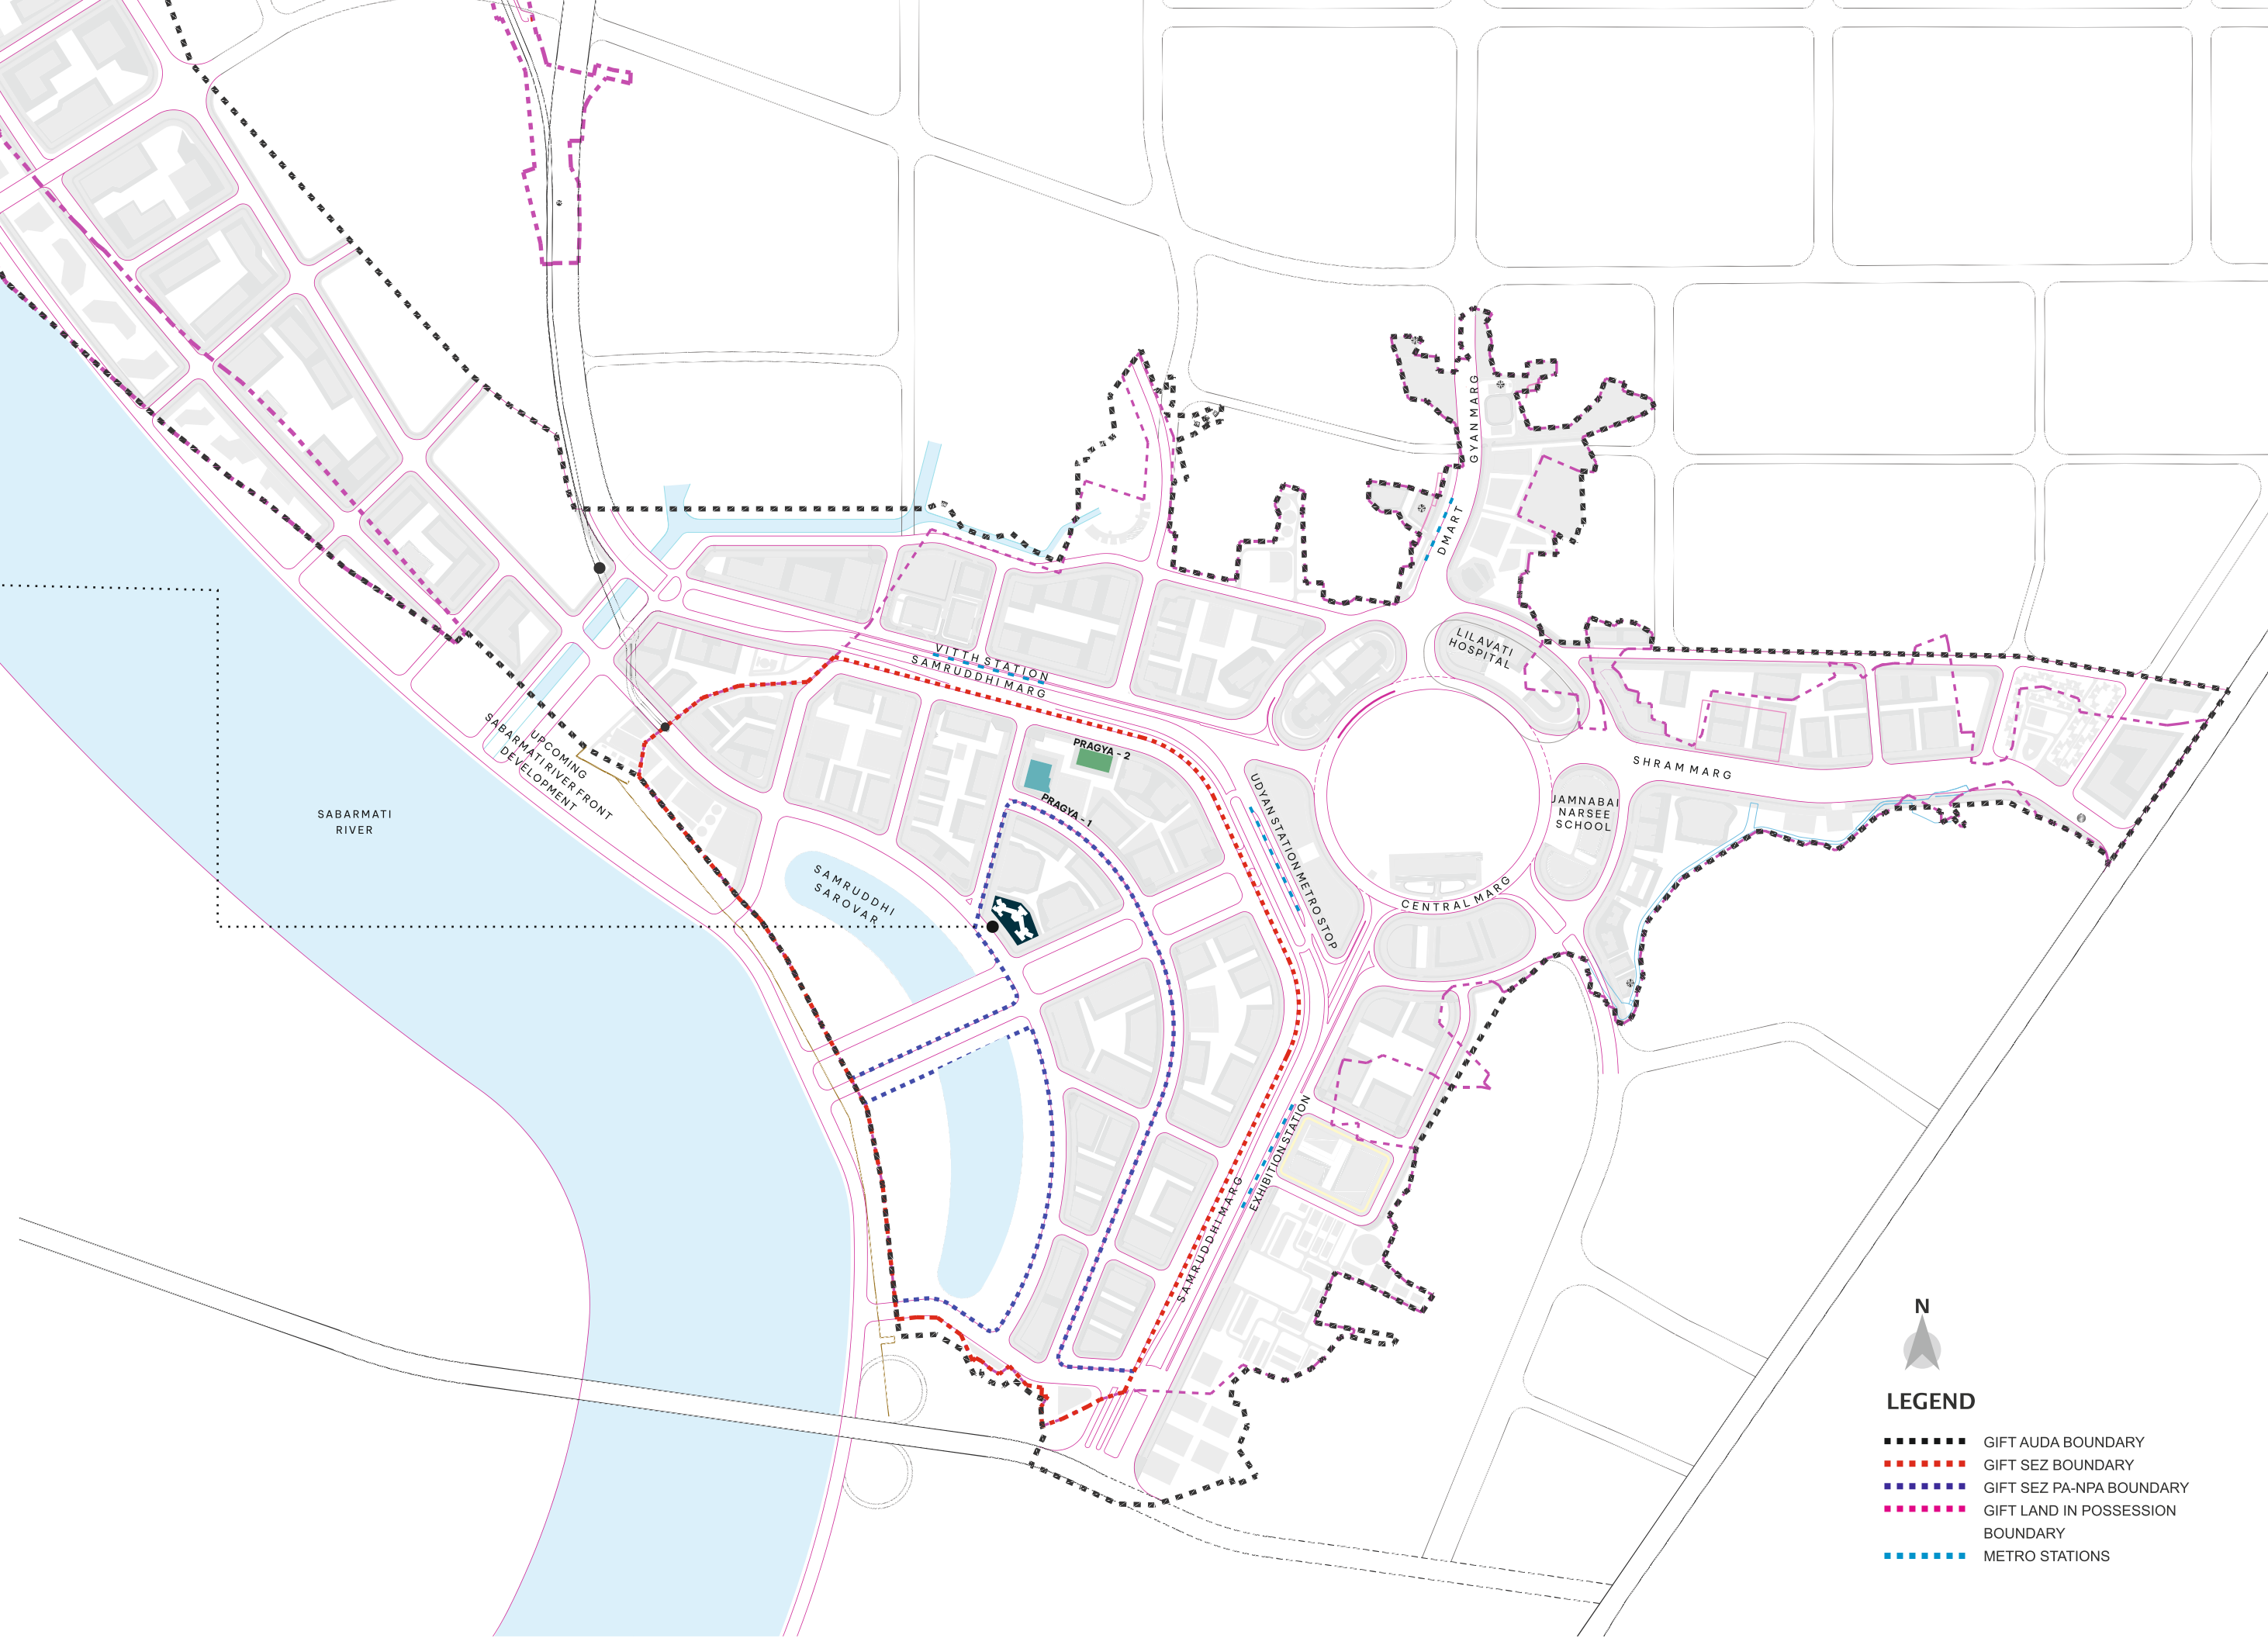 GYAN MARG
DMART
LILAVATI
HOSPITAL
VITTH STATION
SAMRUDDHI MARG
PRAGYA - 2
PRAGYA - 1
SHRAM MARG
JAMNABAI
NARSEE
SCHOOL
UDYAN STATION METRO STOP
CENTRAL MARG
UPCOMING
SABARMATI RIVER FRONT
DEVELOPMENT
SABARMATI
RIVER
SAMRUDDHI
SAROVAR
EXHIBITION STATION
SAMRUDDHI MARG
N
LEGEND
GIFT AUDA BOUNDARY
GIFT SEZ BOUNDARY
GIFT SEZ PA-NPA BOUNDARY
GIFT LAND IN POSSESSION
BOUNDARY
METRO STATIONS